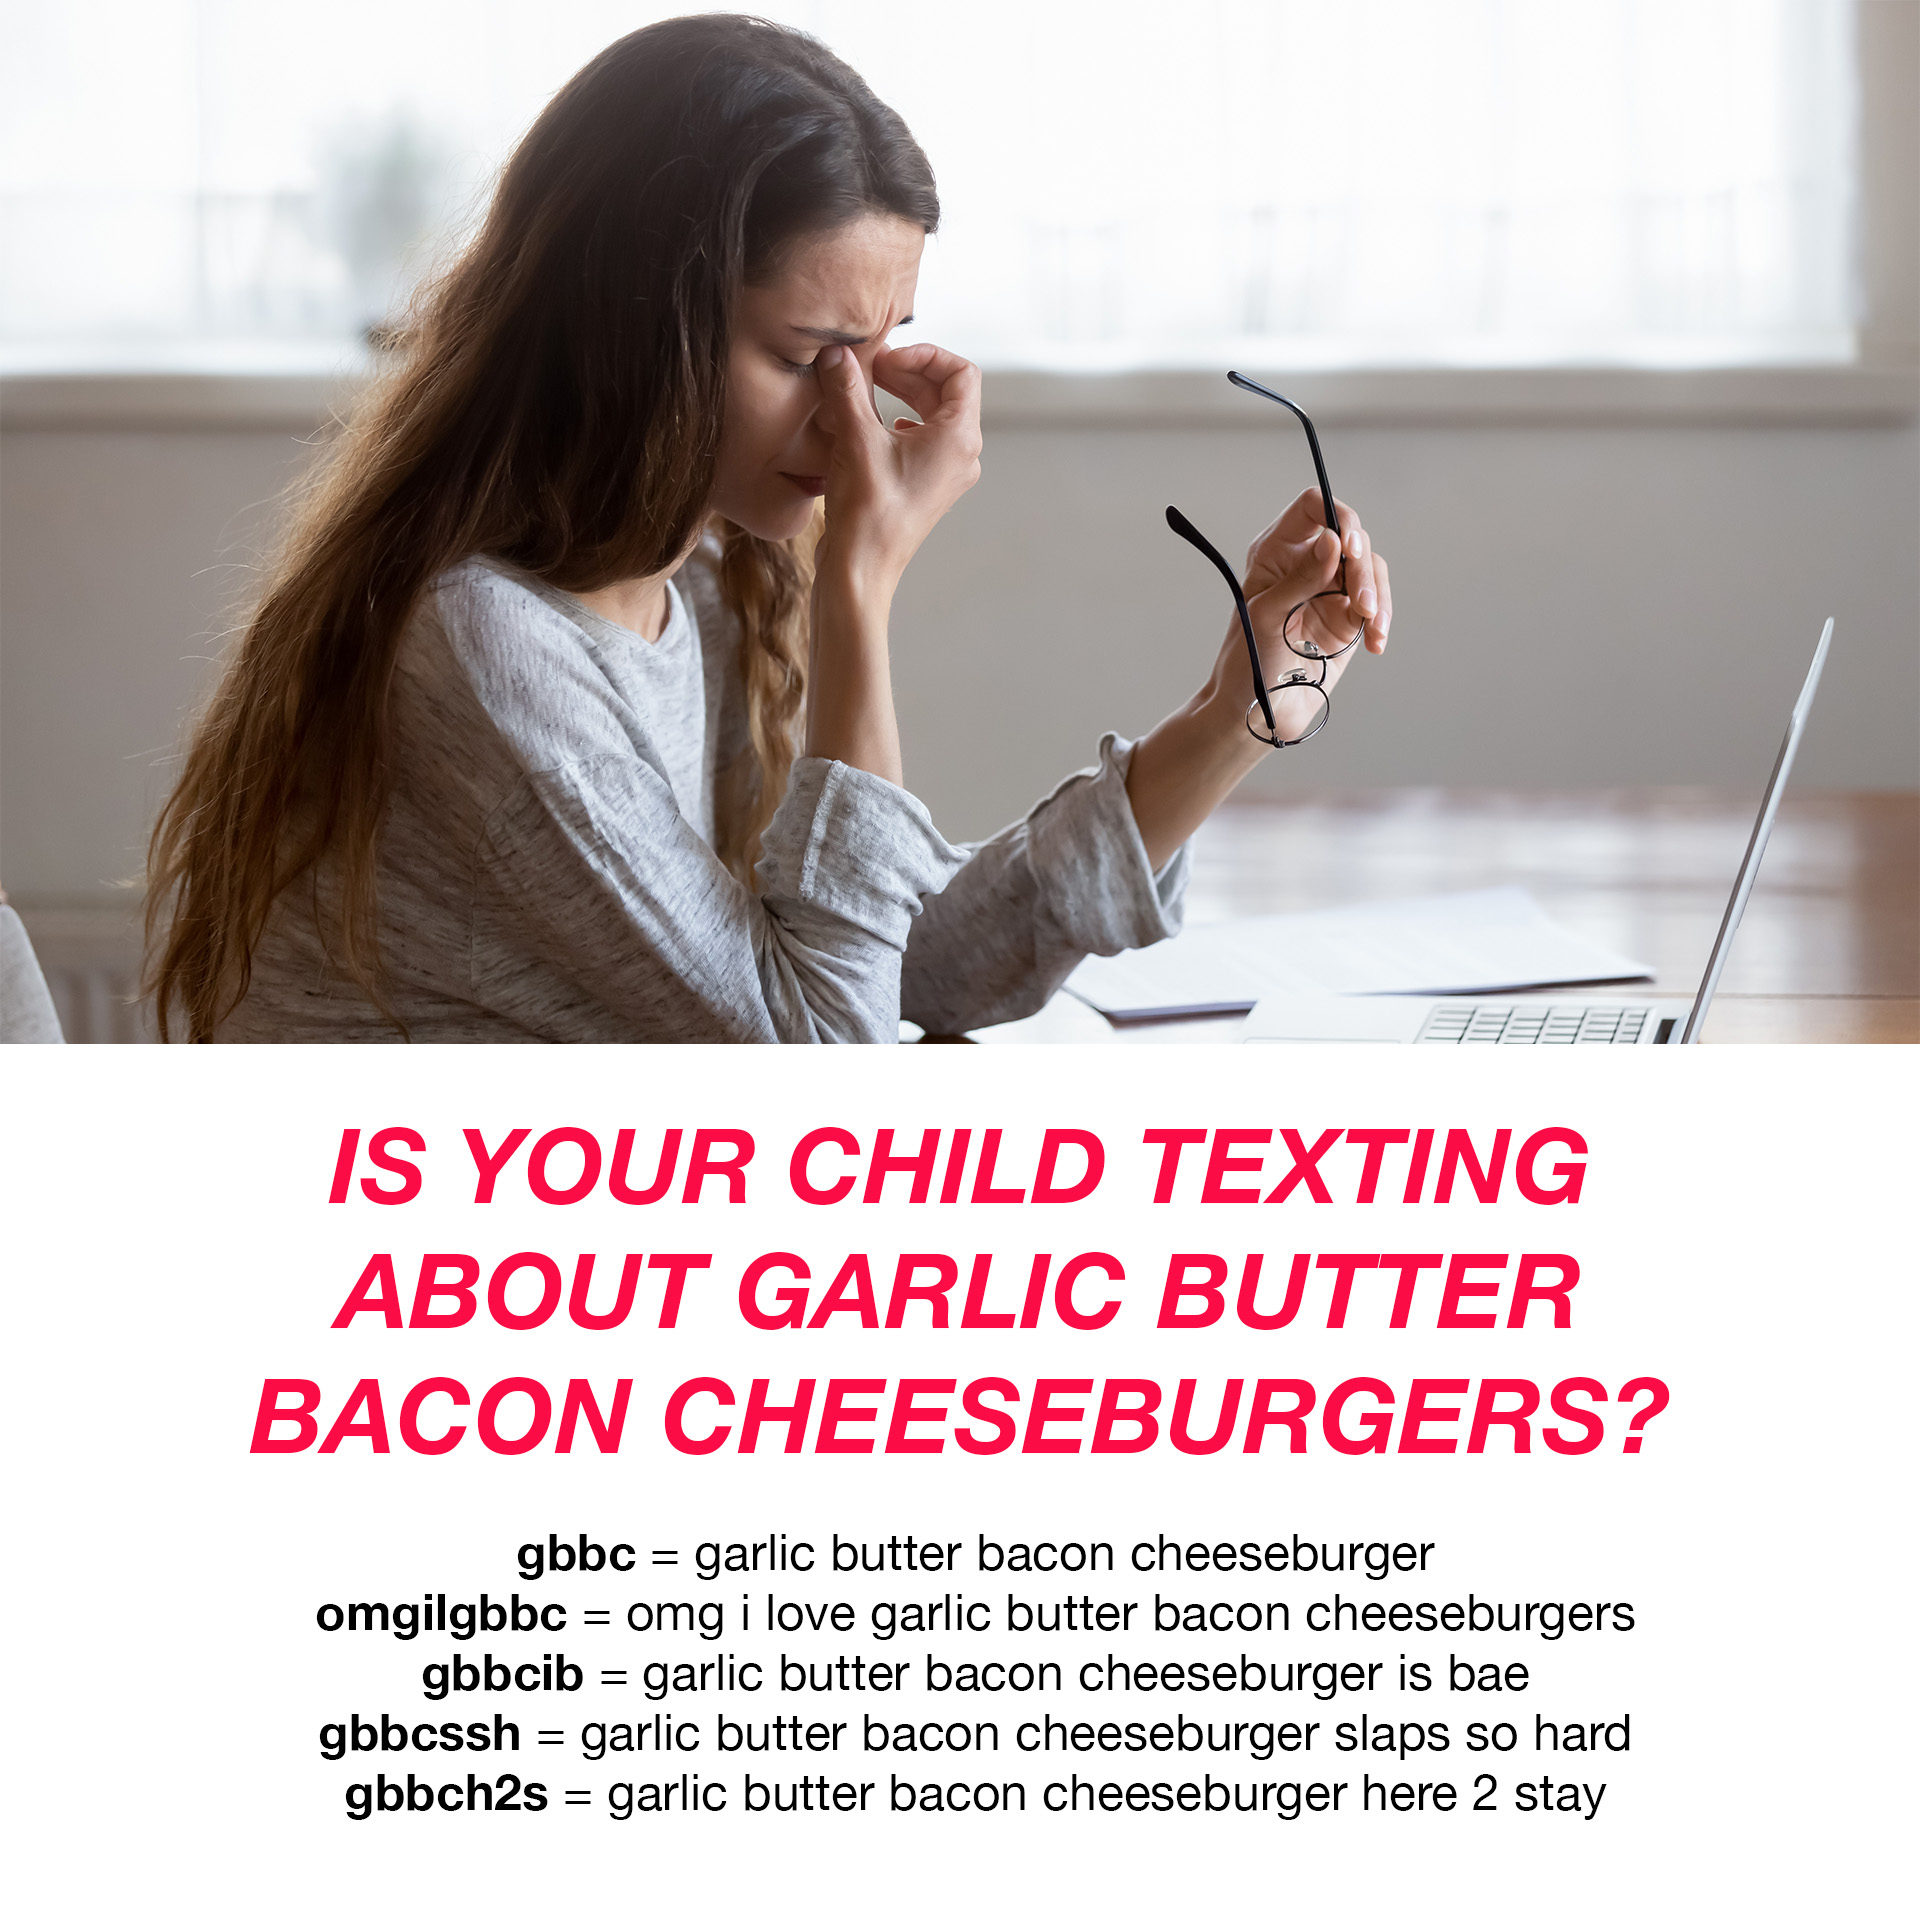 IS YOUR CHILD TEXTING
ABOUT GARLIC BUTTER
BACON CHEESEBURGERS?
gbbc = garlic butter bacon cheeseburger
omgilgbbc = omg i love garlic butter bacon cheeseburgers
gbbcib = garlic butter bacon cheeseburger is bae
gbbcssh = garlic butter bacon cheeseburger slaps so hard
gbbch2s = garlic butter bacon cheeseburger here 2 stay